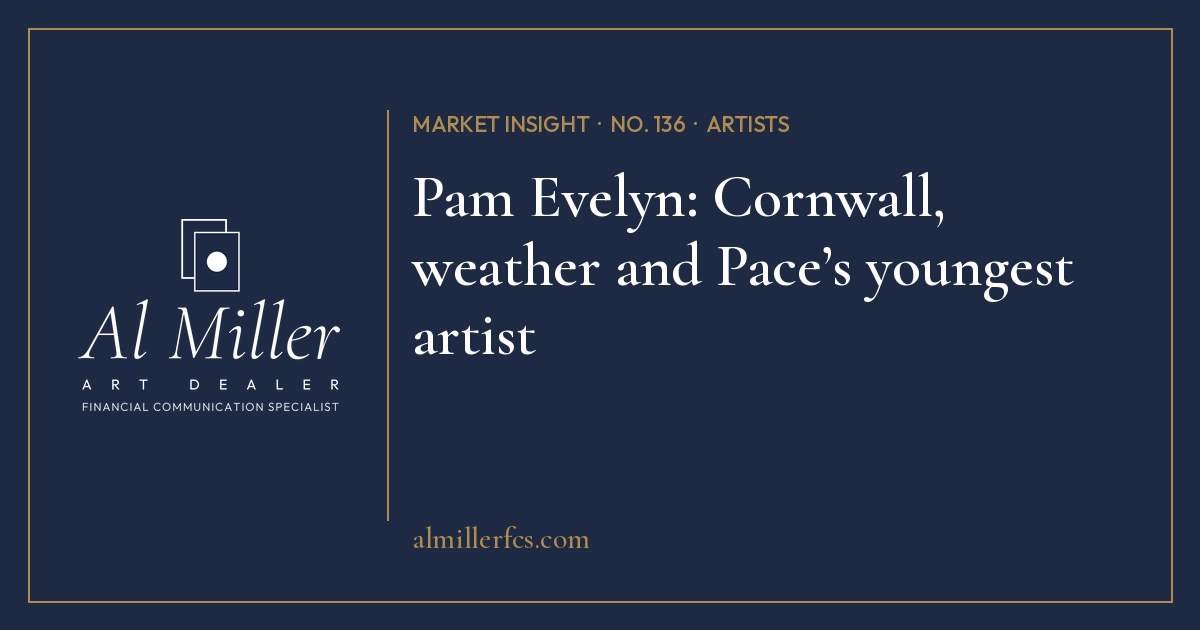 MARKET INSIGHT · NO. 136 · ARTISTS
Pam Evelyn: Cornwall,
weather and Pace’s youngest
artist
Al Miller
ART DEALER
FINANCIAL COMMUNICATION SPECIALIST
almillerfcs.com